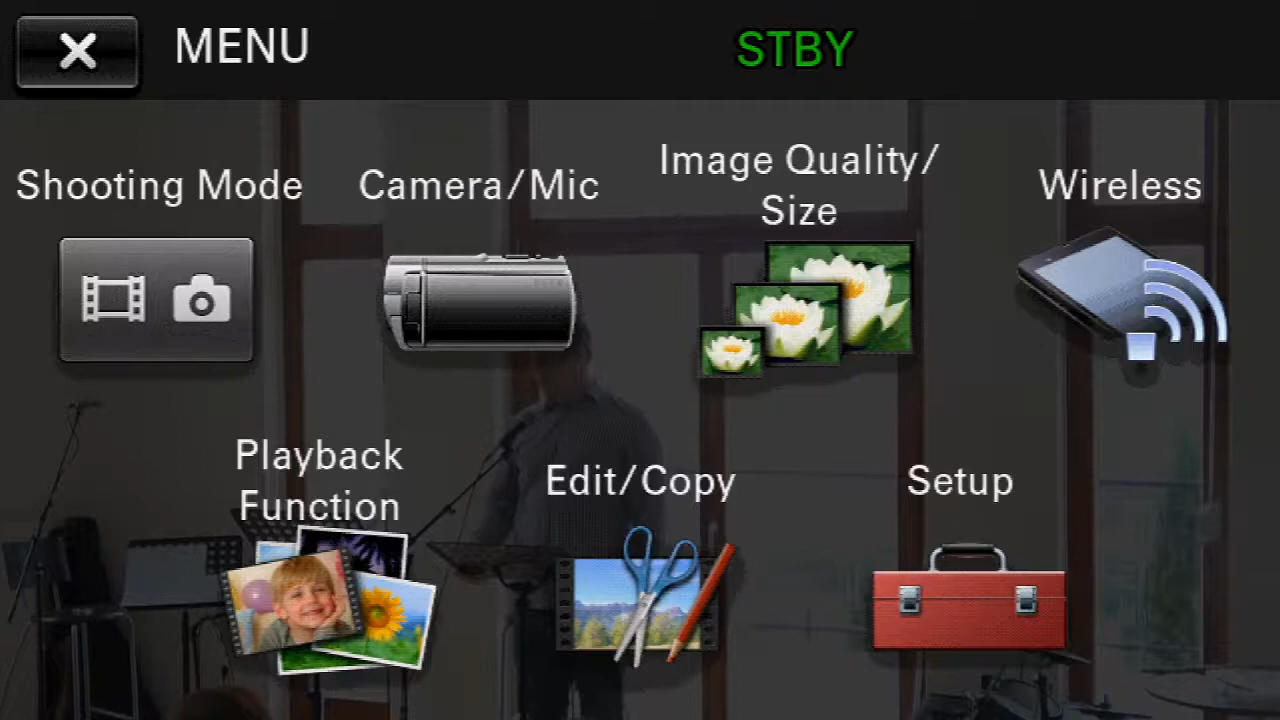 MENU
STBY
Shooting Mode
Camera/Mic
Image Quality/
Size
Wireless
Playback
Function
Edit/Copy
Setup